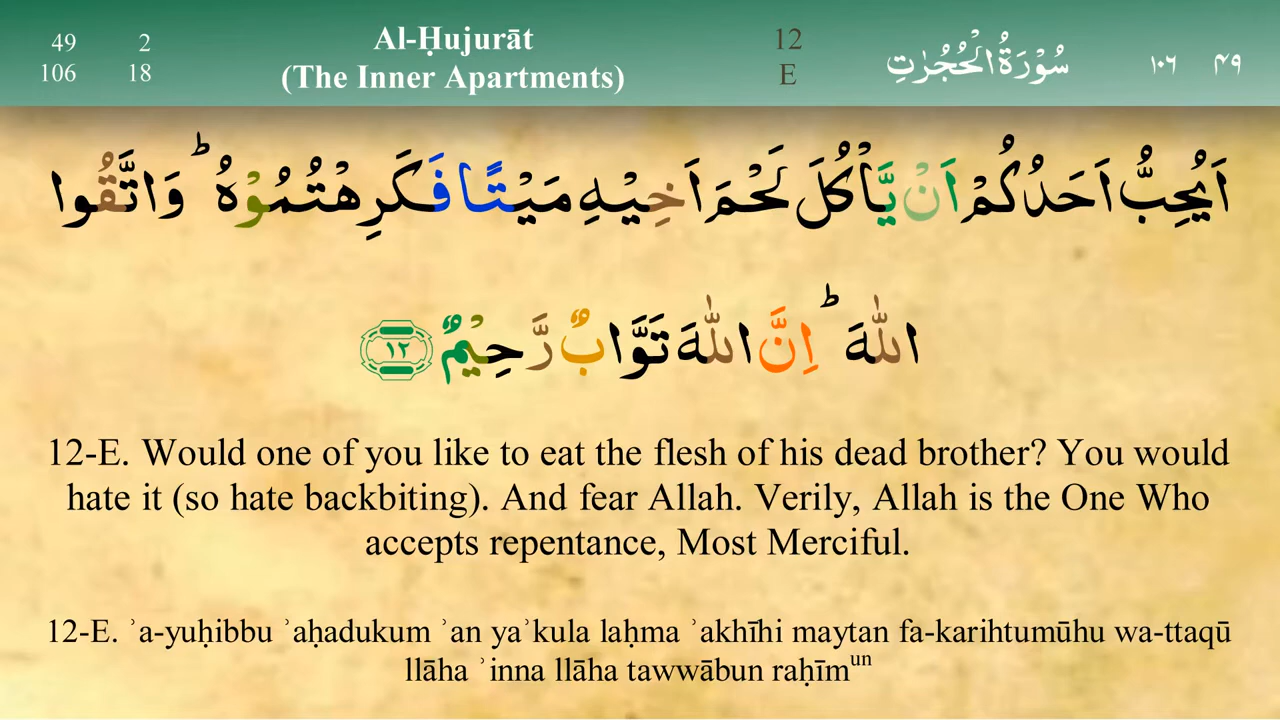 49 2 Al-Ḥujurāt 12 سُوْرَةُ الْحُجُرٰتِ ١٠٦ ۴۹
106 18 (The Inner Apartments) E
اَيُحِبُّ اَحَدُكُمْ اَنْ يَّاْكُلَ لَحْمَ اَخِيْهِ مَيْتًا فَكَرِهْتُمُوْهُ ؕ وَاتَّقُوا
اللّٰهَ ؕ اِنَّ اللّٰهَ تَوَّابٌ رَّحِيْمٌ ١٢
12-E. Would one of you like to eat the flesh of his dead brother? You would
hate it (so hate backbiting). And fear Allah. Verily, Allah is the One Who
accepts repentance, Most Merciful.
12-E. ʾa-yuḥibbu ʾaḥadukum ʾan yaʾkula laḥma ʾakhīhi maytan fa-karihtumūhu wa-ttaqū
llāha ʾinna llāha tawwābun raḥīmun